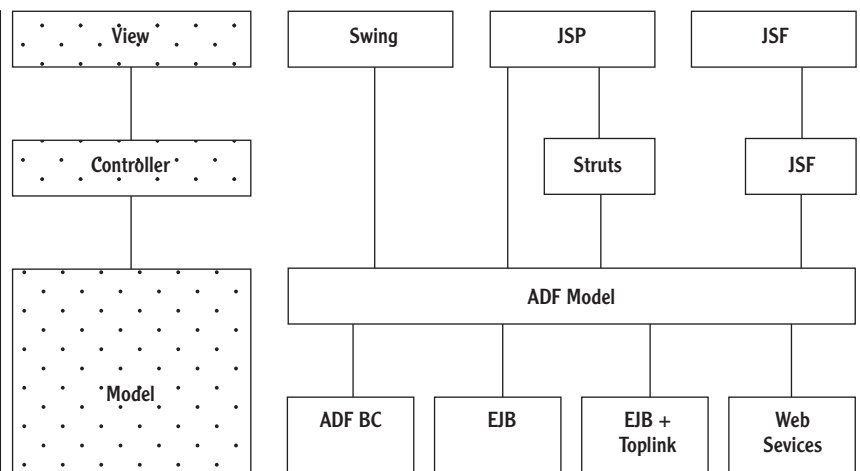 View
Swing
JSP
JSF
Controller
Struts
JSF
ADF Model
Model
ADF BC
EJB
EJB +
Toplink
Web
Sevices